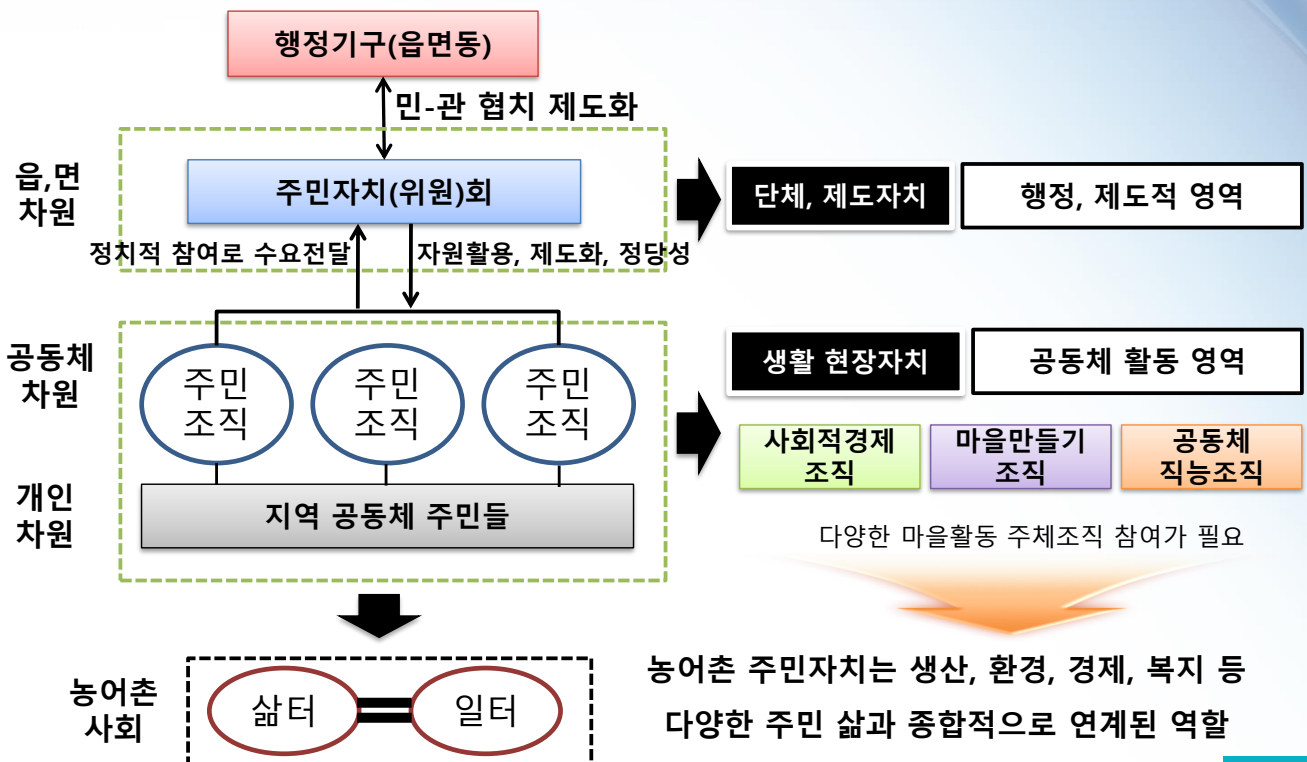 행정기구(읍면동)
민-관 협치 제도화
읍,면
차원
주민자치(위원)회
단체, 제도자치
행정, 제도적 영역
정치적 참여로 수요전달
자원활용, 제도화, 정당성
공동체
차원
주민
조직
주민
조직
주민
조직
생활 현장자치
공동체 활동 영역
사회적경제
조직
마을만들기
조직
공동체
직능조직
개인
차원
지역 공동체 주민들
다양한 마을활동 주체조직 참여가 필요
농어촌
사회
삶터
일터
농어촌 주민자치는 생산, 환경, 경제, 복지 등
다양한 주민 삶과 종합적으로 연계된 역할